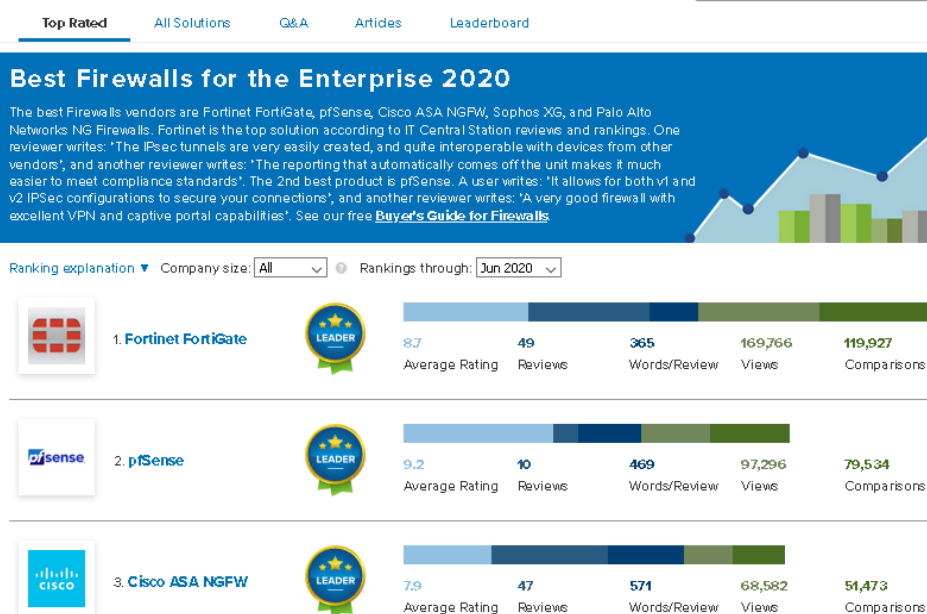 Top Rated All Solutions Q&A Articles Leaderboard
Best Firewalls for the Enterprise 2020
The best Firewalls vendors are Fortinet FortiGate, pfSense, Cisco ASA NGFW, Sophos XG, and Palo Alto
Networks NG Firewalls. Fortinet is the top solution according to IT Central Station reviews and rankings. One
reviewer writes: "The IPsec tunnels are very easily created, and quite interoperable with devices from other
vendors", and another reviewer writes: "The reporting that automatically comes off the unit makes it much
easier to meet compliance standards". The 2nd best product is pfSense. A user writes: "It allows for both v1 and
v2 IPSec configurations to secure your connections", and another reviewer writes: "A very good firewall with
excellent VPN and captive portal capabilities". See our free Buyer's Guide for Firewalls.
Ranking explanation ▼ Company size: All ? Rankings through: Jun 2020
1. Fortinet FortiGate LEADER
8.7 49 365 169,766 119,927
Average Rating Reviews Words/Review Views Comparisons
pfsense 2. pfSense LEADER
9.2 10 469 97,296 79,534
Average Rating Reviews Words/Review Views Comparisons
CISCO 3. Cisco ASA NGFW LEADER
7.9 47 571 68,582 51,473
Average Rating Reviews Words/Review Views Comparisons